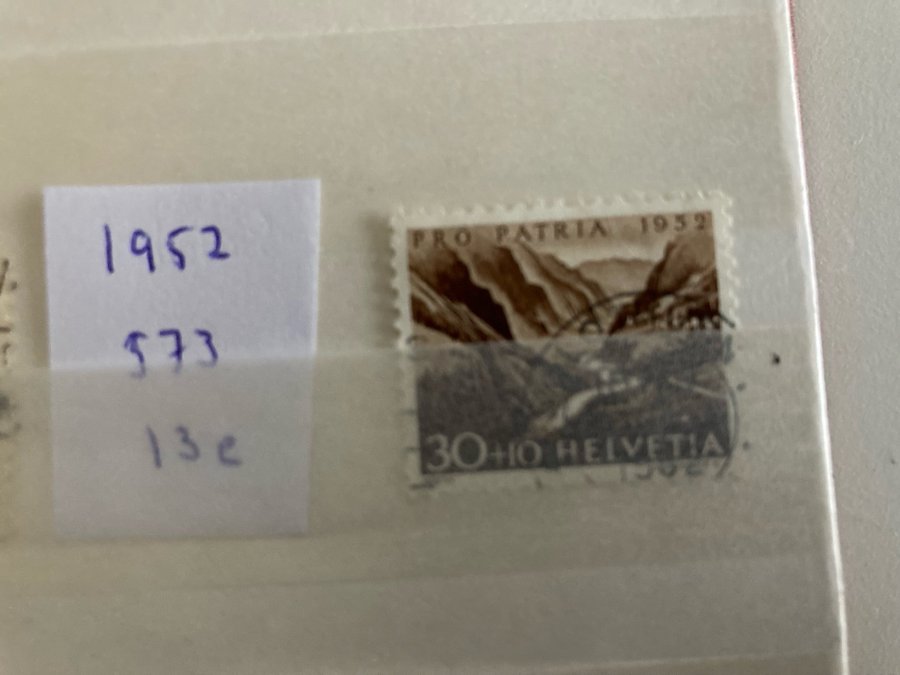 1952
573
13e
PRO PATRIA 1952
30+10 HELVETIA